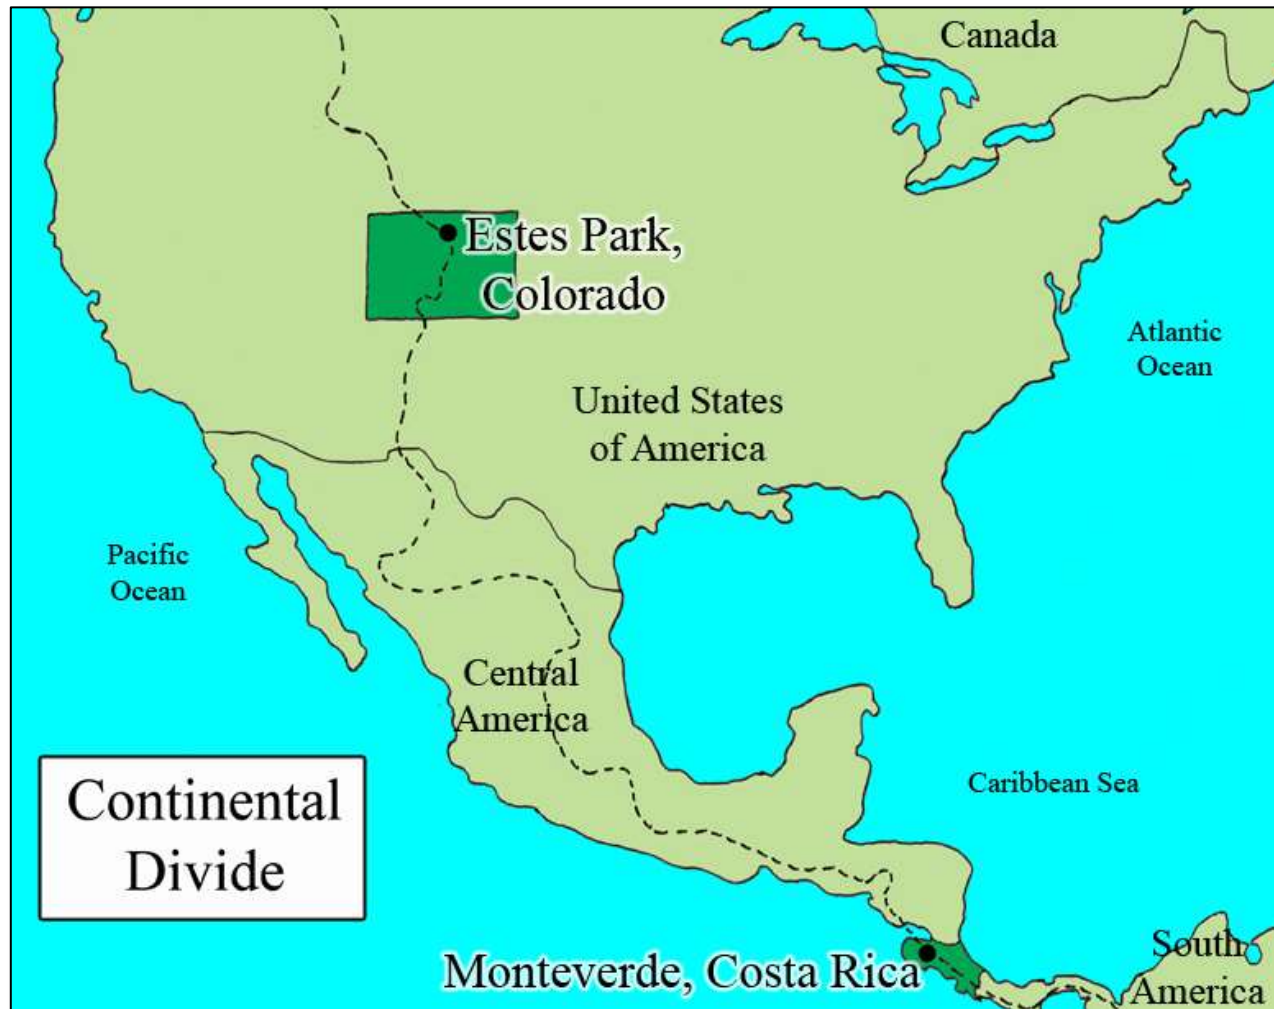 Canada
Estes Park,
Colorado
Atlantic
Ocean
United States
of America
Pacific
Ocean
Central
America
Caribbean Sea
Continental
Divide
South
America
Monteverde, Costa Rica